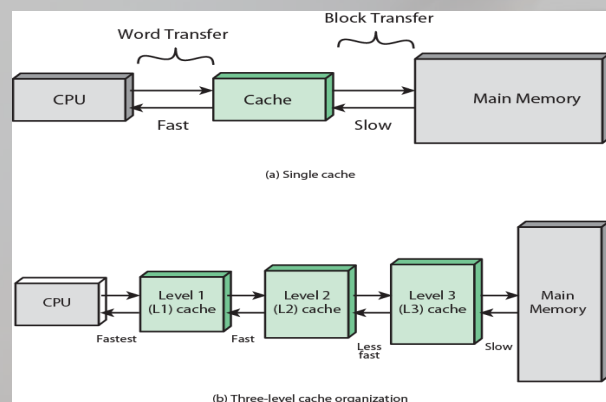 Word Transfer
Block Transfer
CPU
Cache
Main Memory
Fast
Slow
(a) Single cache
CPU
Level 1
(L1) cache
Level 2
(L2) cache
Level 3
(L3) cache
Main
Memory
Fastest
Fast
Less
fast
Slow
(b) Three-level cache organization